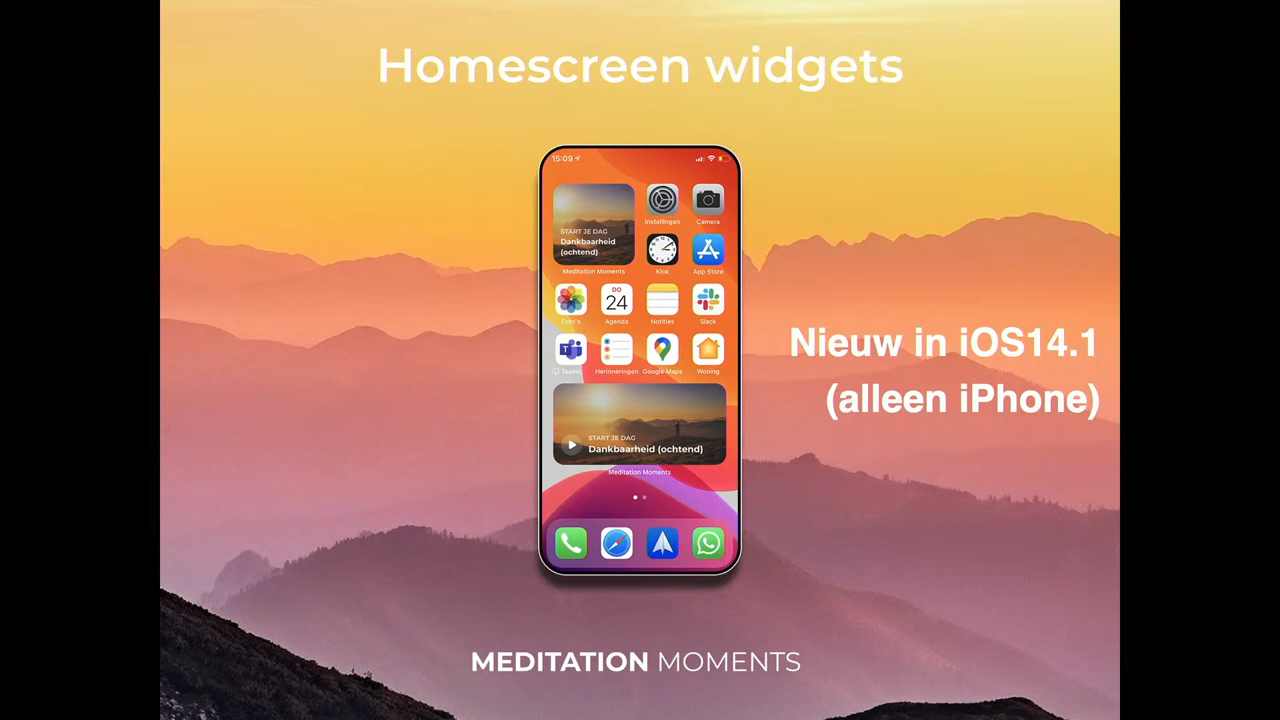 Homescreen widgets
15:09
START JE DAG
Dankbaarheid
(ochtend)
Meditation Moments
Instellingen
Camera
Klok
App Store
Foto's
DO
24
Agenda
Notities
Slack
Teams
Herinneringen
Google Maps
Woning
START JE DAG
Dankbaarheid (ochtend)
Meditation Moments
Nieuw in iOS14.1
(alleen iPhone)
MEDITATION MOMENTS